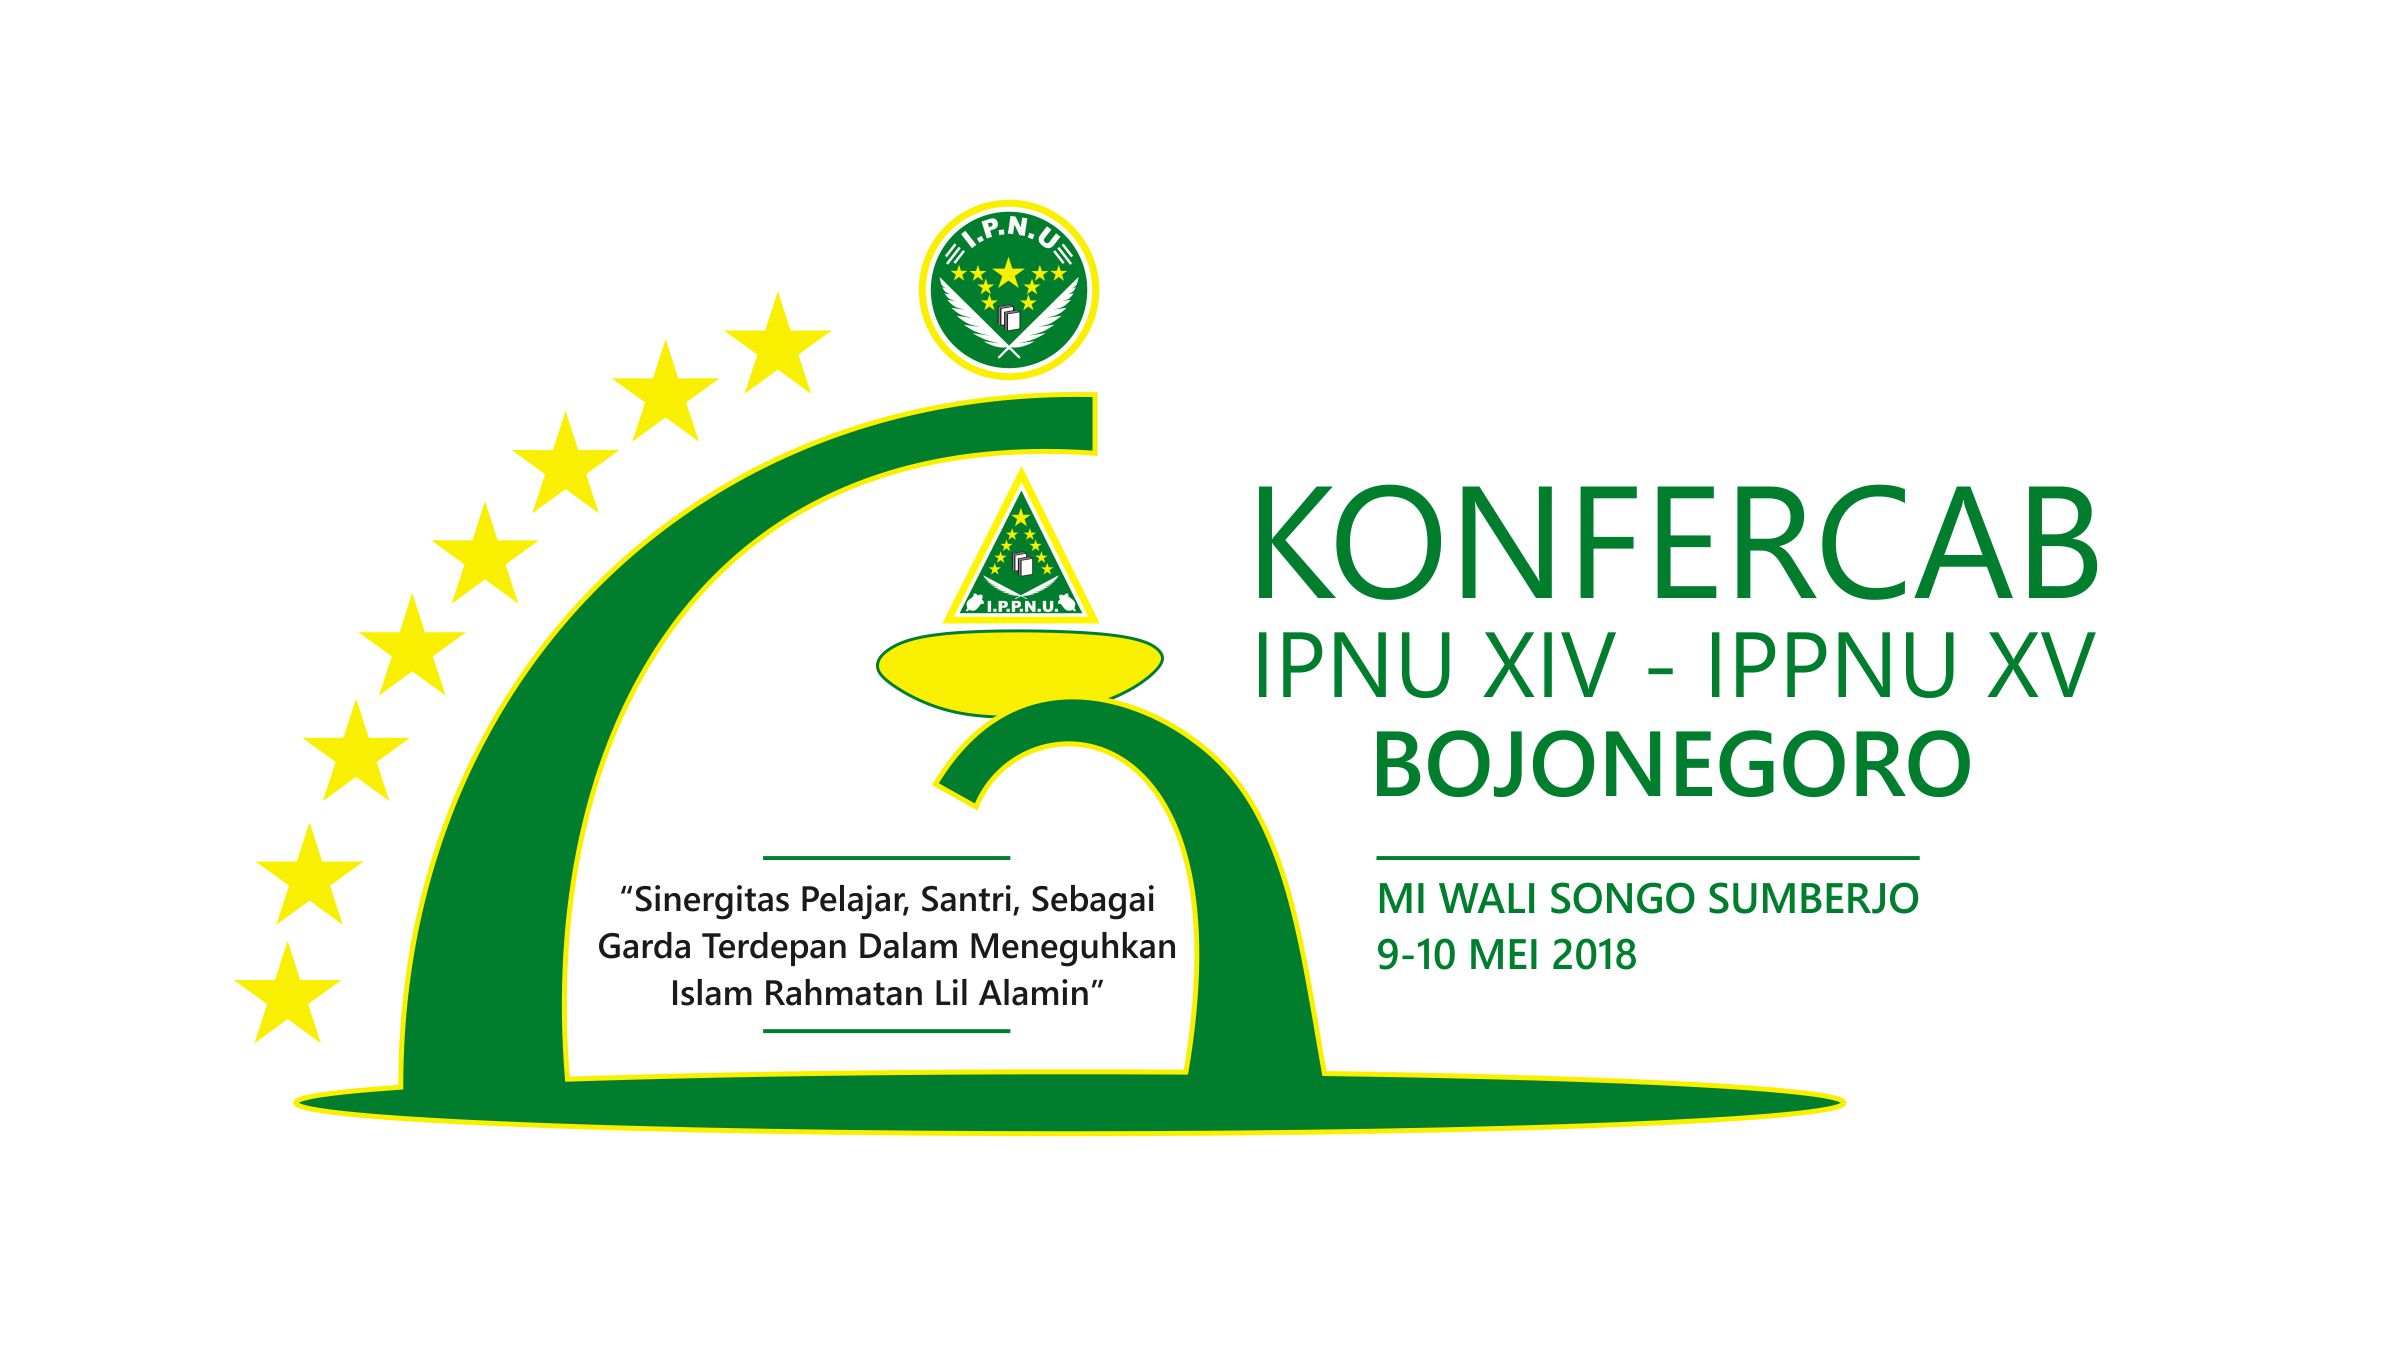 I.P.N.U
I.P.P.N.U.
KONFERCAB
IPNU XIV - IPPNU XV
BOJONEGORO
MI WALI SONGO SUMBERJO
9-10 MEI 2018
“Sinergitas Pelajar, Santri, Sebagai
Garda Terdepan Dalam Meneguhkan
Islam Rahmatan Lil Alamin”